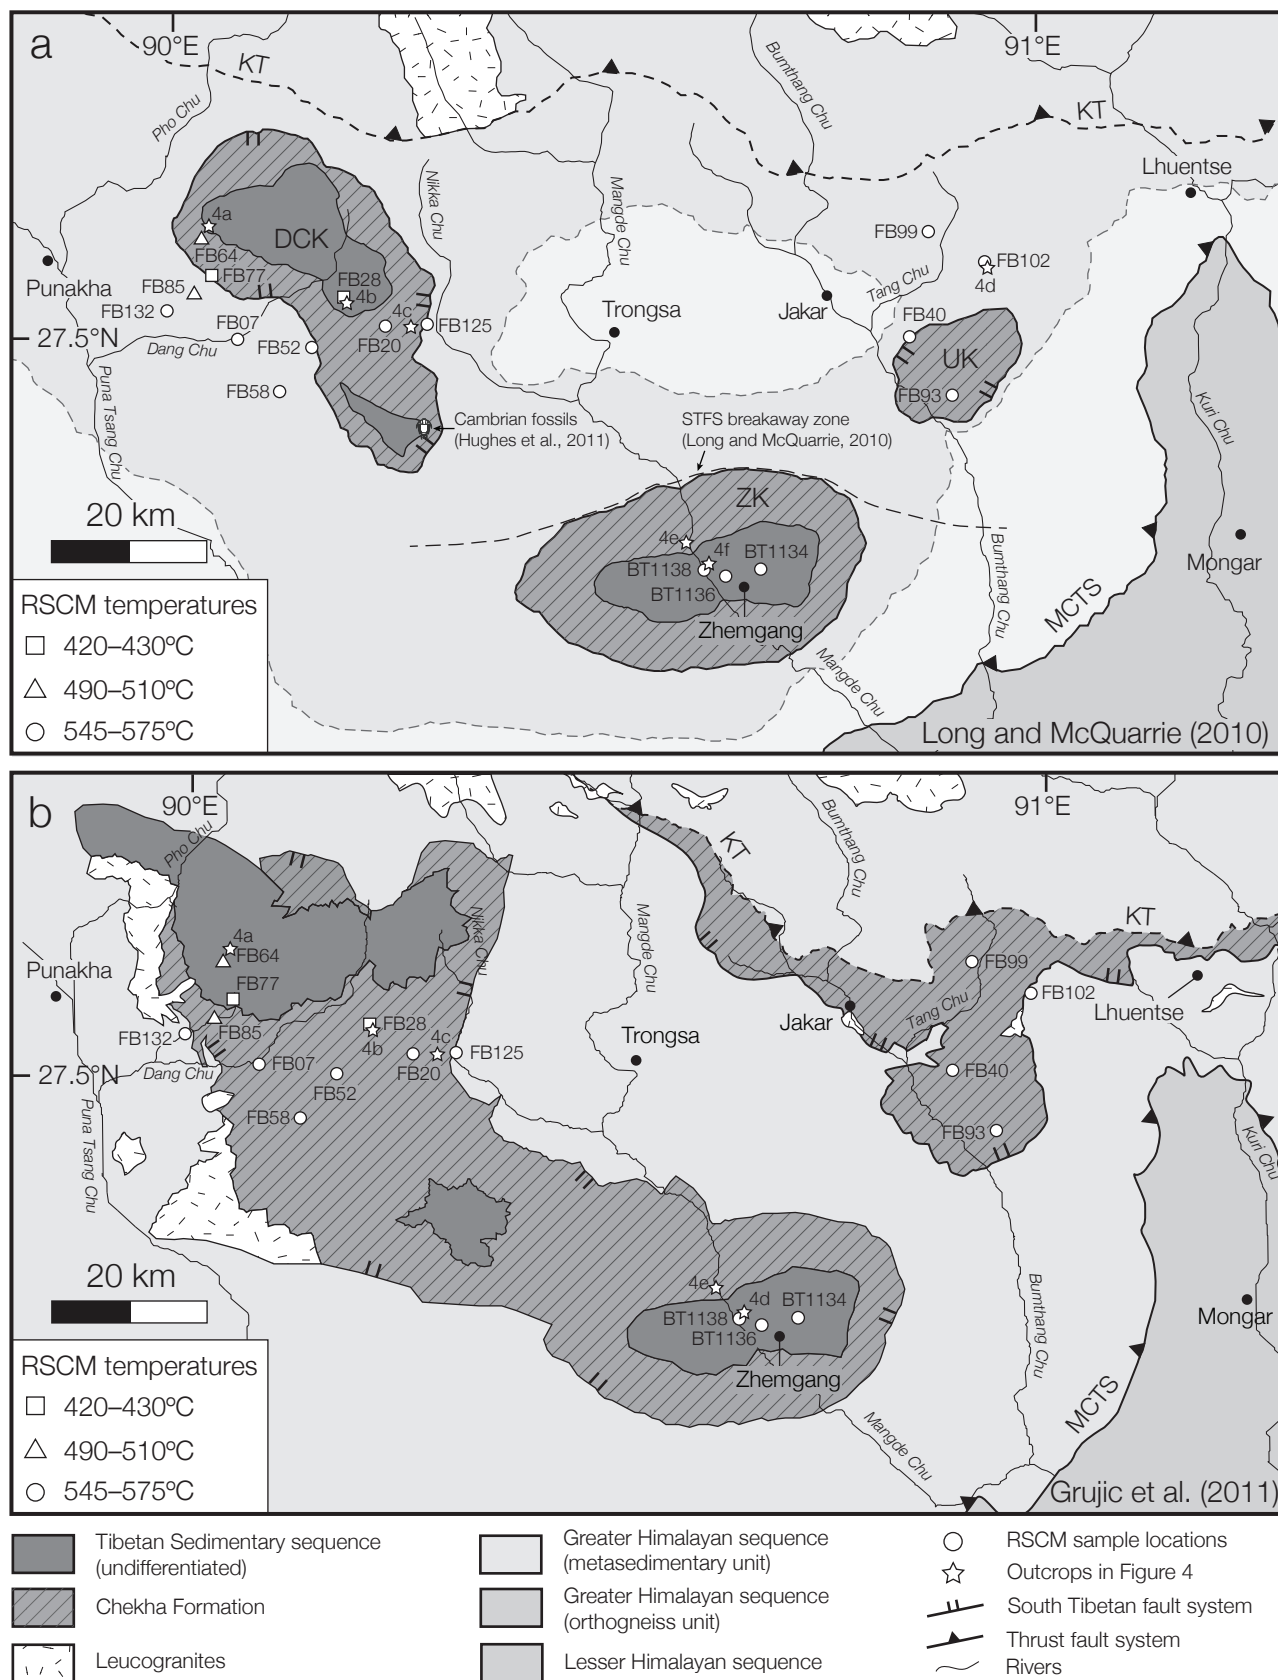 a
90°E
91°E
KT
Pho Chu
Bumthang Chu
KT
Lhuentse
Nikka Chu
Mangde Chu
4a
DCK
FB99
FB64
FB77
FB28
FB102
Punakha
FB85
4b
4d
Tang Chu
FB132
Trongsa
Jakar
4c
FB07
FB20
FB125
FB40
27.5°N
Dang Chu
FB52
UK
Puna Tsang Chu
FB58
FB93
Kuri Chu
Cambrian fossils
(Hughes et al., 2011)
STFS breakaway zone
(Long and McQuarrie, 2010)
20 km
ZK
4e
4f
BT1134
BT1138
BT1136
Bumthang Chu
Mongar
Zhemgang
MCTS
Mangde Chu
RSCM temperatures
420–430ºC
490–510ºC
545–575ºC
Long and McQuarrie (2010)
b
90°E
91°E
Pho Chu
KT
Bumthang Chu
Nikka Chu
Mangde Chu
KT
4a
FB64
FB99
Punakha
FB77
FB102
Lhuentse
FB132
FB85
FB28
4b
Jakar
Tang Chu
Trongsa
4c
FB07
FB20
FB125
27.5°N
Dang Chu
FB52
FB40
Puna Tsang Chu
FB58
FB93
Kuri Chu
20 km
4e
4d
BT1134
BT1138
BT1136
Bumthang Chu
Mongar
Zhemgang
MCTS
Mangde Chu
RSCM temperatures
420–430ºC
490–510ºC
545–575ºC
Grujic et al. (2011)
Tibetan Sedimentary sequence
(undifferentiated)
Chekha Formation
Leucogranites
Greater Himalayan sequence
(metasedimentary unit)
Greater Himalayan sequence
(orthogneiss unit)
Lesser Himalayan sequence
RSCM sample locations
Outcrops in Figure 4
South Tibetan fault system
Thrust fault system
Rivers